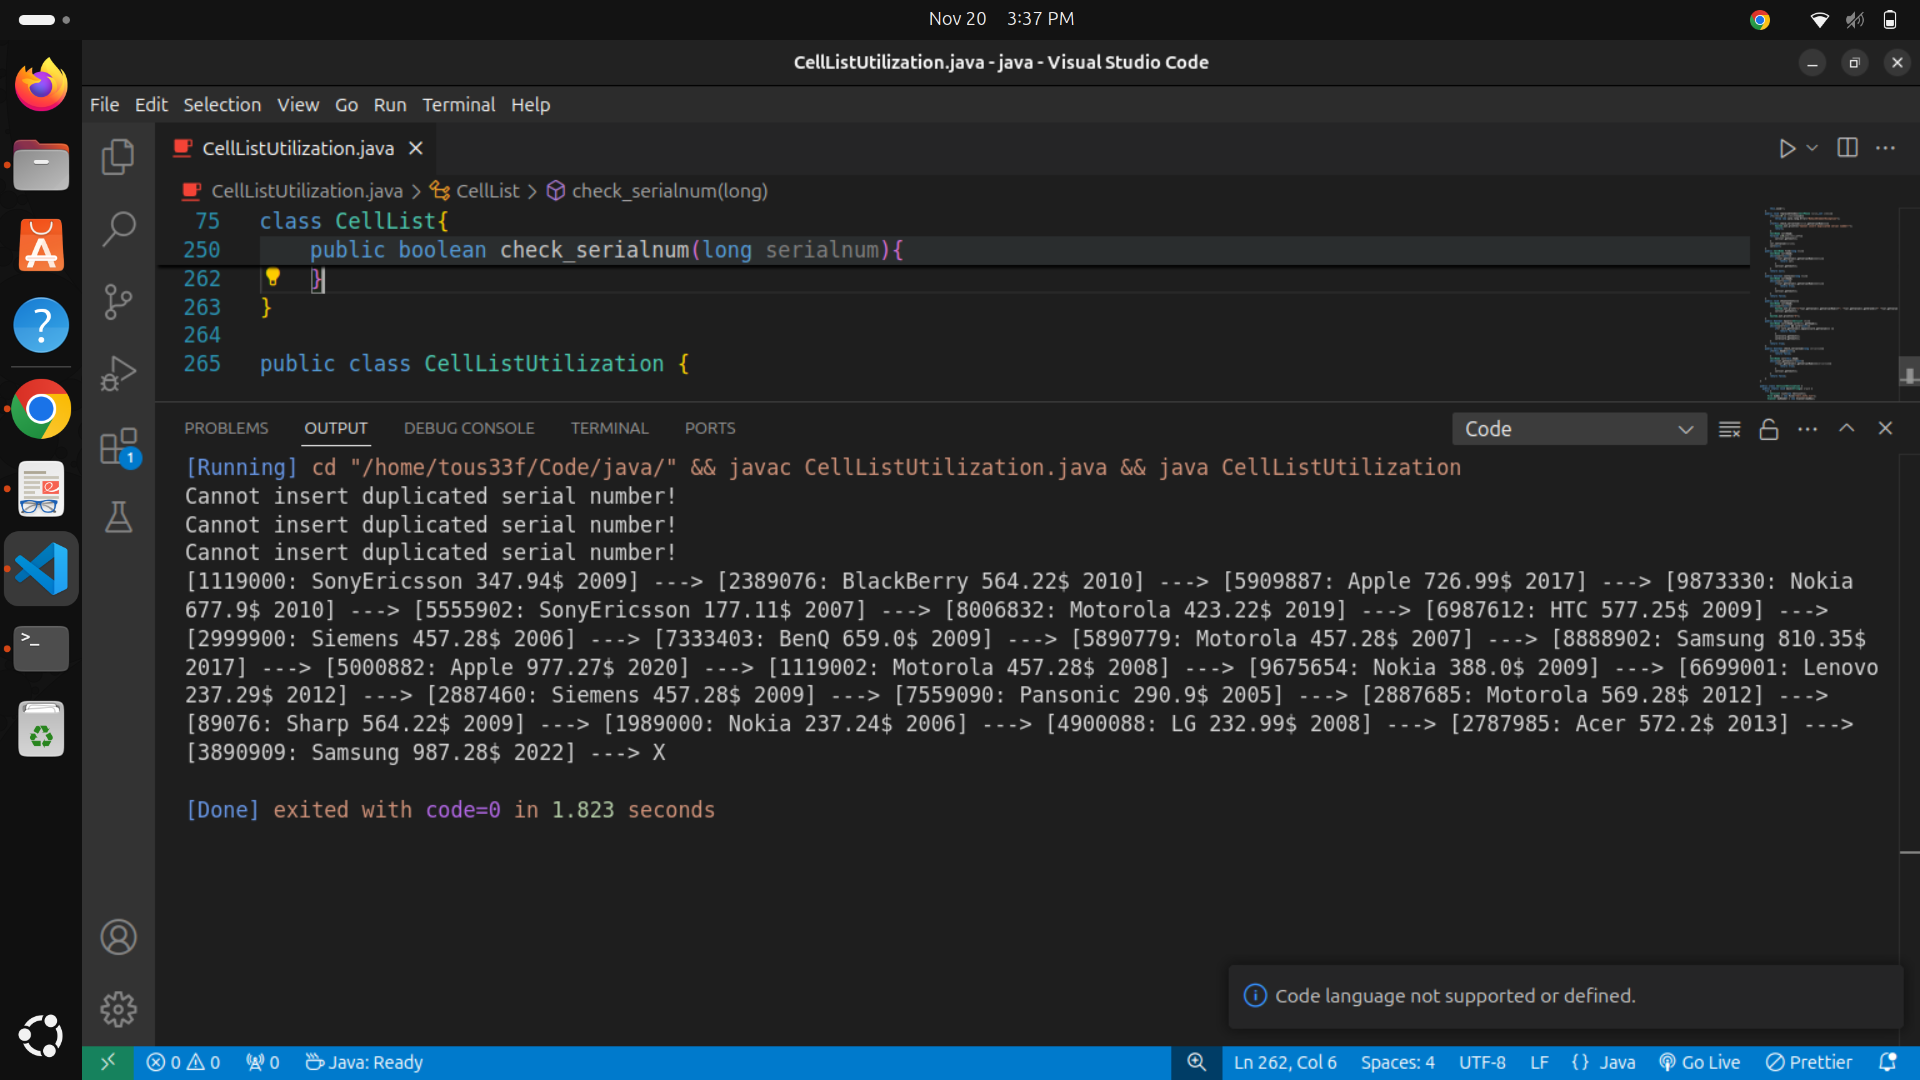 Nov 20 3:37 PM
CellListUtilization.java - java - Visual Studio Code
File Edit Selection View Go Run Terminal Help
CellListUtilization.java
CellListUtilization.java > CellList > check_serialnum(long)
75 class CellList{
250 public boolean check_serialnum(long serialnum){
262 }
263 }
264
265 public class CellListUtilization {
PROBLEMS OUTPUT DEBUG CONSOLE TERMINAL PORTS Code
[Running] cd "/home/tous33f/Code/java/" && javac CellListUtilization.java && java CellListUtilization
Cannot insert duplicated serial number!
Cannot insert duplicated serial number!
Cannot insert duplicated serial number!
[1119000: SonyEricsson 347.94$ 2009] ---> [2389076: BlackBerry 564.22$ 2010] ---> [5909887: Apple 726.99$ 2017] ---> [9873330: Nokia
677.9$ 2010] ---> [5555902: SonyEricsson 177.11$ 2007] ---> [8006832: Motorola 423.22$ 2019] ---> [6987612: HTC 577.25$ 2009] --->
[2999900: Siemens 457.28$ 2006] ---> [7333403: BenQ 659.0$ 2009] ---> [5890779: Motorola 457.28$ 2007] ---> [8888902: Samsung 810.35$
2017] ---> [5000882: Apple 977.27$ 2020] ---> [1119002: Motorola 457.28$ 2008] ---> [9675654: Nokia 388.0$ 2009] ---> [6699001: Lenovo
237.29$ 2012] ---> [2887460: Siemens 457.28$ 2009] ---> [7559090: Pansonic 290.9$ 2005] ---> [2887685: Motorola 569.28$ 2012] --->
[89076: Sharp 564.22$ 2009] ---> [1989000: Nokia 237.24$ 2006] ---> [4900088: LG 232.99$ 2008] ---> [2787985: Acer 572.2$ 2013] --->
[3890909: Samsung 987.28$ 2022] ---> X
[Done] exited with code=0 in 1.823 seconds
1
Code language not supported or defined.
0 0 0 Java: Ready Ln 262, Col 6 Spaces: 4 UTF-8 LF {} Java Go Live Prettier